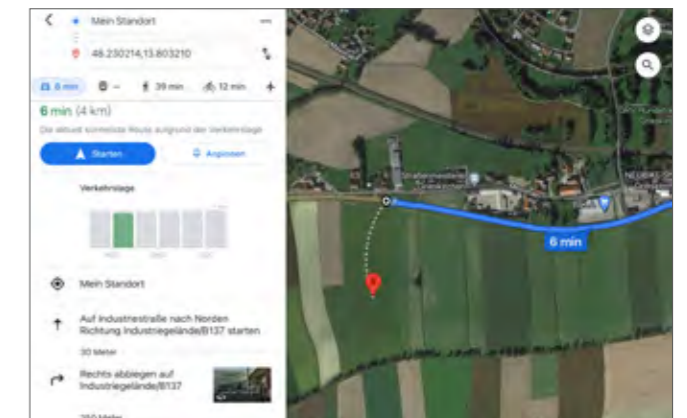 Mein Standort
48.230214,13.803210
6 min
–
39 min
12 min
6 min (4 km)
Die aktuell schnellste Route aufgrund der Verkehrslage
Starten
Anpinnen
Verkehrslage
Mein Standort
Auf Industriestraße nach Norden
Richtung Industriegelände/B137 starten
30 Meter
Rechts abbiegen auf
Industriegelände/B137
Straßenmeisterei
Grieskirchen
6 min